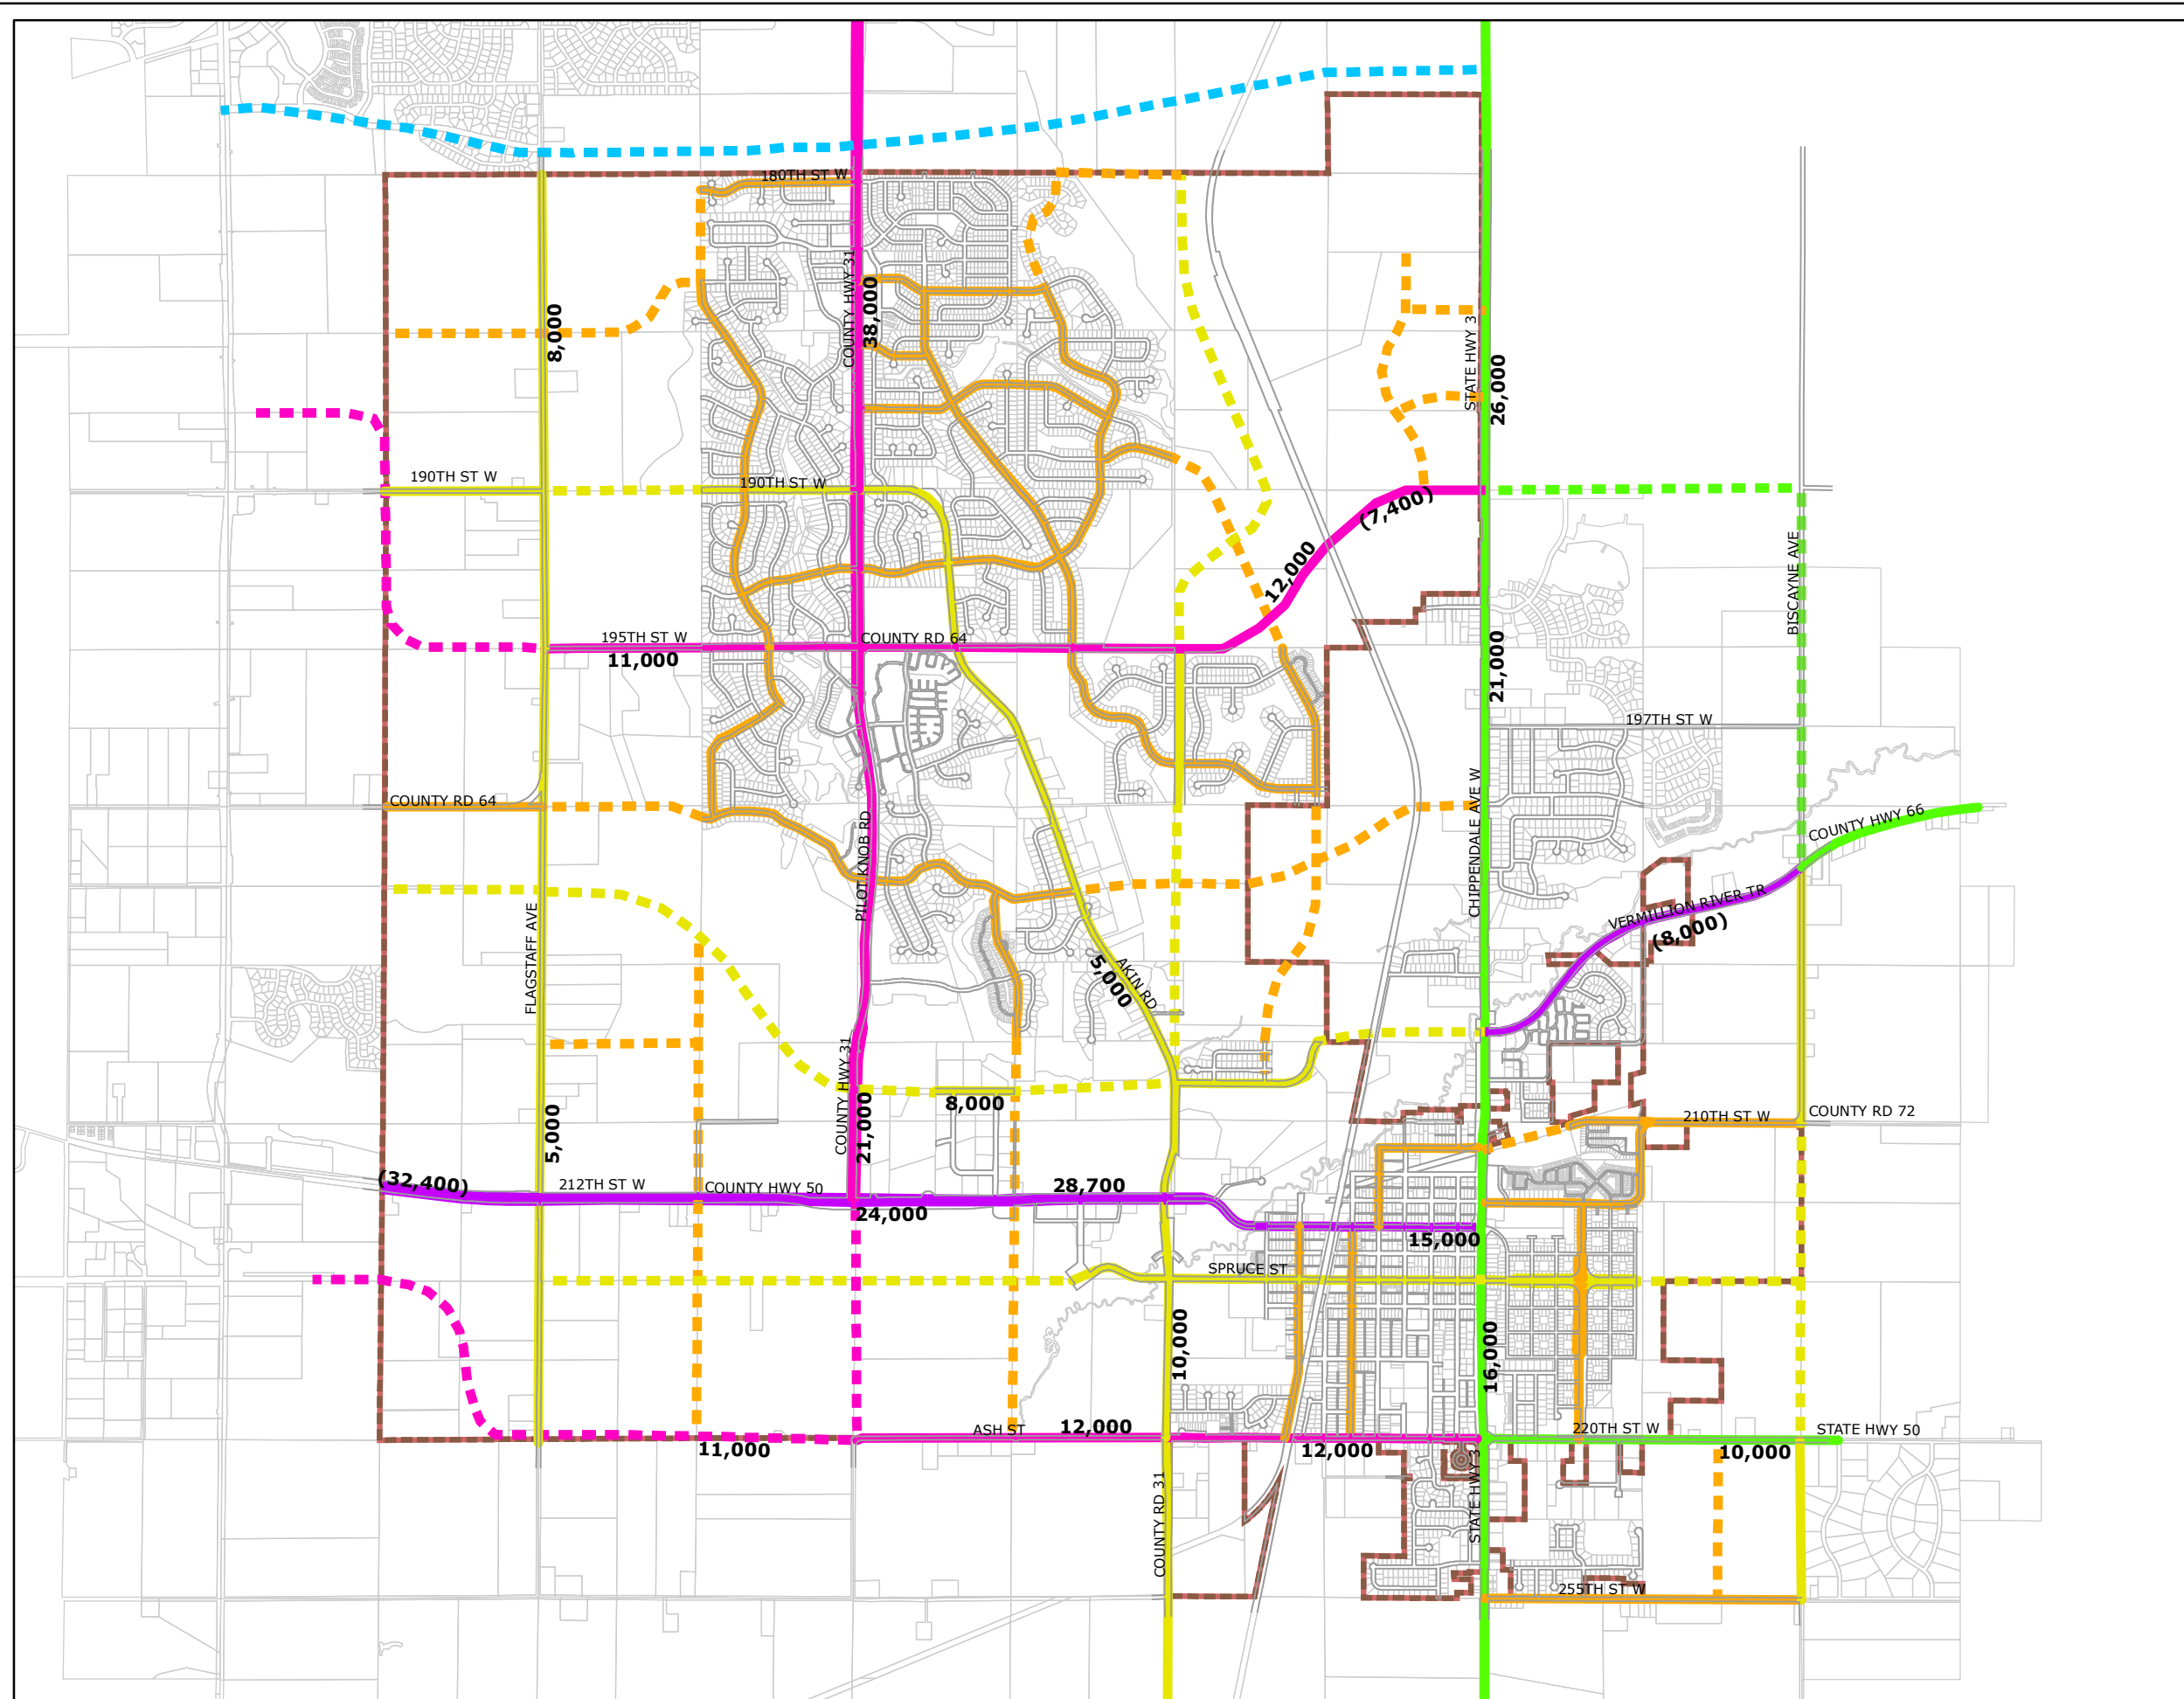 180TH ST W
COUNTY HWY 31
38,000
8,000
STATE HWY 3
26,000
190TH ST W
190TH ST W
(7,400)
12,000
BISCAYNE AVE
195TH ST W
11,000
COUNTY RD 64
21,000
197TH ST W
COUNTY RD 64
PILOT KNOB RD
CHIPPENDALE AVE W
COUNTY HWY 66
VERMILLION RIVER TR
(8,000)
FLAGSTAFF AVE
AKIN RD
5,000
COUNTY HWY 31
21,000
8,000
5,000
210TH ST W
COUNTY RD 72
(32,400)
212TH ST W
COUNTY HWY 50
28,700
24,000
15,000
SPRUCE ST
10,000
16,000
ASH ST
12,000
11,000
12,000
220TH ST W
STATE HWY 50
10,000
COUNTY RD 31
STATE HWY 3
255TH ST W